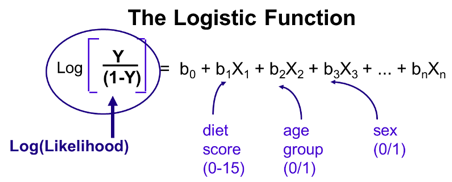 The Logistic Function
Log [ Y / (1-Y) ] = b₀ + b₁X₁ + b₂X₂ + b₃X₃ + ... + bₙXₙ
Log(Likelihood)
diet
score
(0-15)
age
group
(0/1)
sex
(0/1)